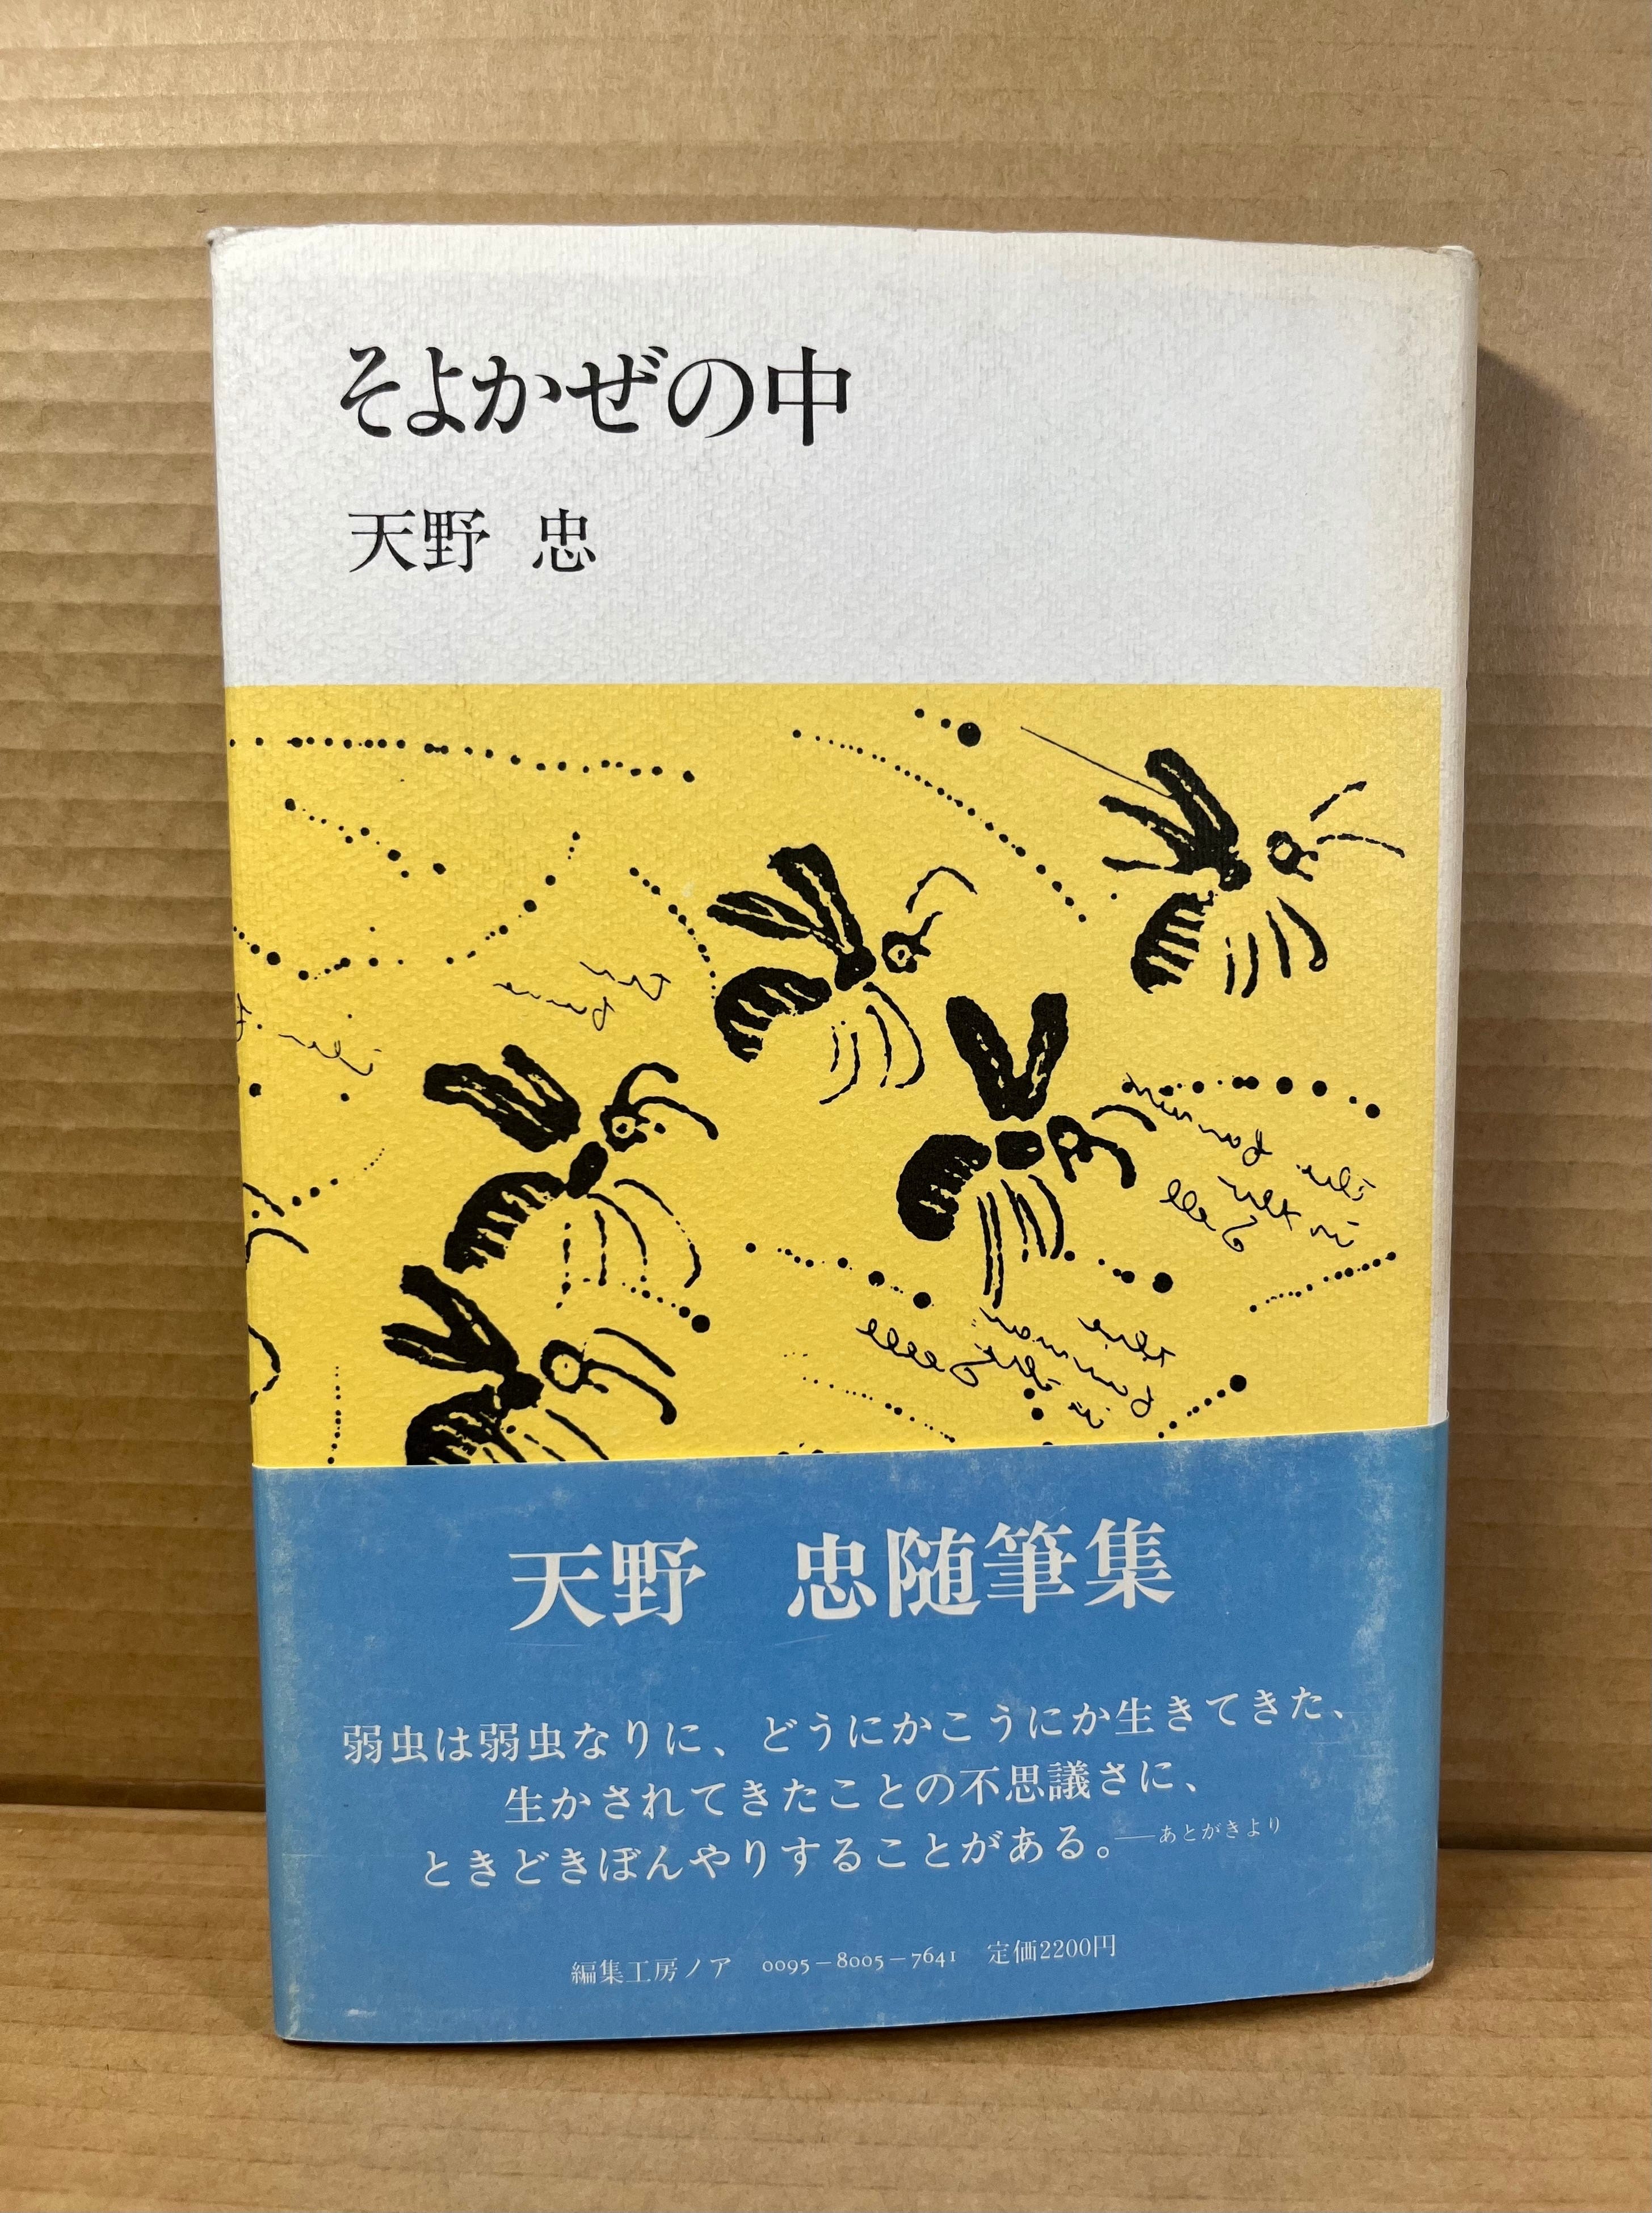 そよかぜの中
天野 忠
天野 忠随筆集
弱虫は弱虫なりに、どうにかこうにか生きてきた、
生かされてきたことの不思議さに、
ときどきぼんやりすることがある。──あとがきより
編集工房ノア 0095－8005－7641 定価2200円